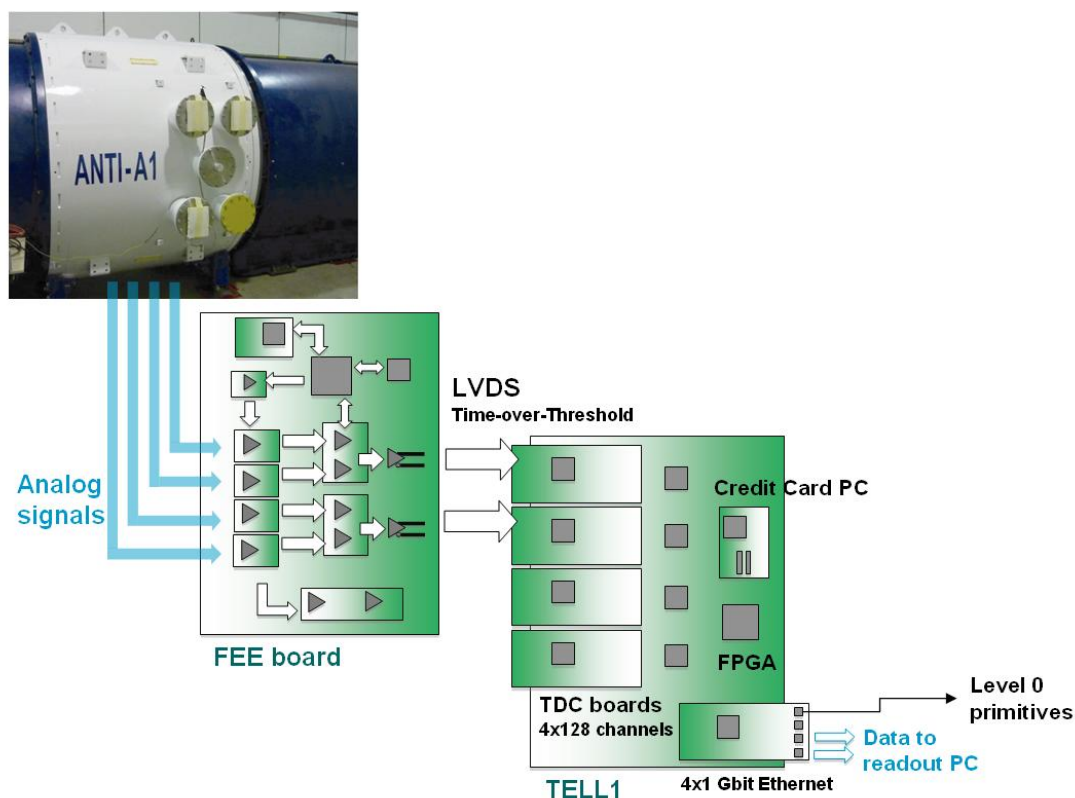 ANTI-A1
LVDS
Time-over-Threshold
Analog
signals
Credit Card PC
FEE board
FPGA
TDC boards
4x128 channels
Level 0
primitives
Data to
readout PC
4x1 Gbit Ethernet
TELL1